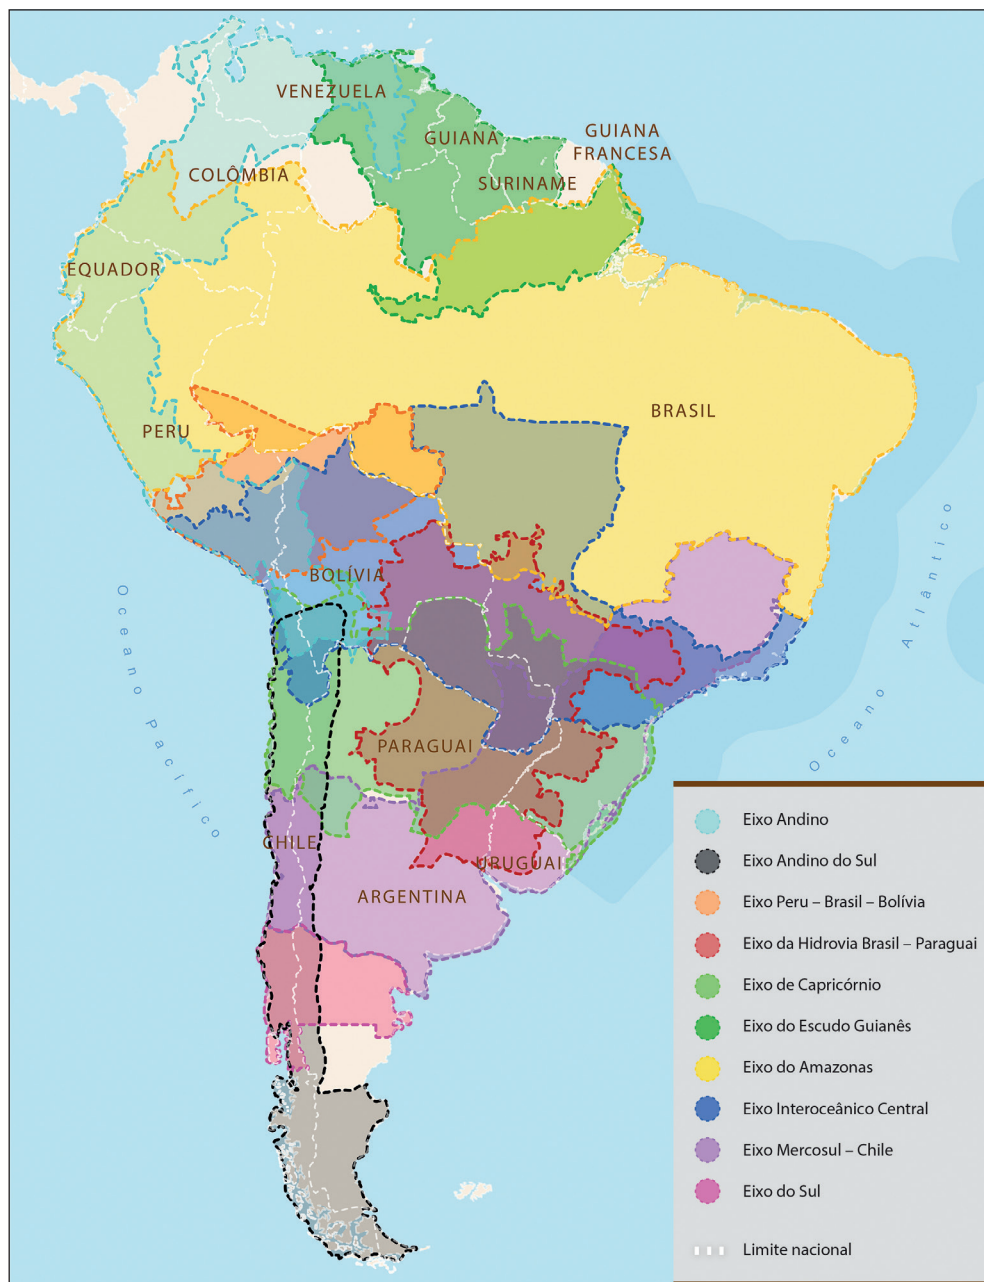 VENEZUELA
GUIANA
GUIANA
FRANCESA
COLÔMBIA
SURINAME
EQUADOR
BRASIL
PERU
BOLÍVIA
PARAGUAI
CHILE
URUGUAI
ARGENTINA
Oceano Pacífico
Oceano Atlântico
Eixo Andino
Eixo Andino do Sul
Eixo Peru – Brasil – Bolívia
Eixo da Hidrovia Brasil – Paraguai
Eixo de Capricórnio
Eixo do Escudo Guianês
Eixo do Amazonas
Eixo Interoceânico Central
Eixo Mercosul – Chile
Eixo do Sul
Limite nacional